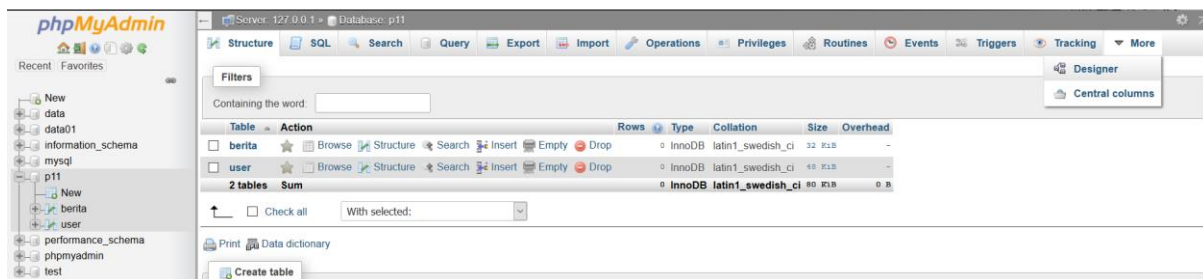 phpMyAdmin
Recent Favorites
New
data
data01
information_schema
mysql
p11
New
berita
user
performance_schema
phpmyadmin
test
Server: 127.0.0.1 » Database: p11
Structure SQL Search Query Export Import Operations Privileges Routines Events Triggers Tracking More
Designer
Central columns
Filters
Containing the word:
Table Action Rows Type Collation Size Overhead
berita Browse Structure Search Insert Empty Drop 0 InnoDB latin1_swedish_ci 32 KiB -
user Browse Structure Search Insert Empty Drop 0 InnoDB latin1_swedish_ci 48 KiB -
2 tables Sum 0 InnoDB latin1_swedish_ci 80 KiB 0 B
Check all With selected:
Print Data dictionary
Create table